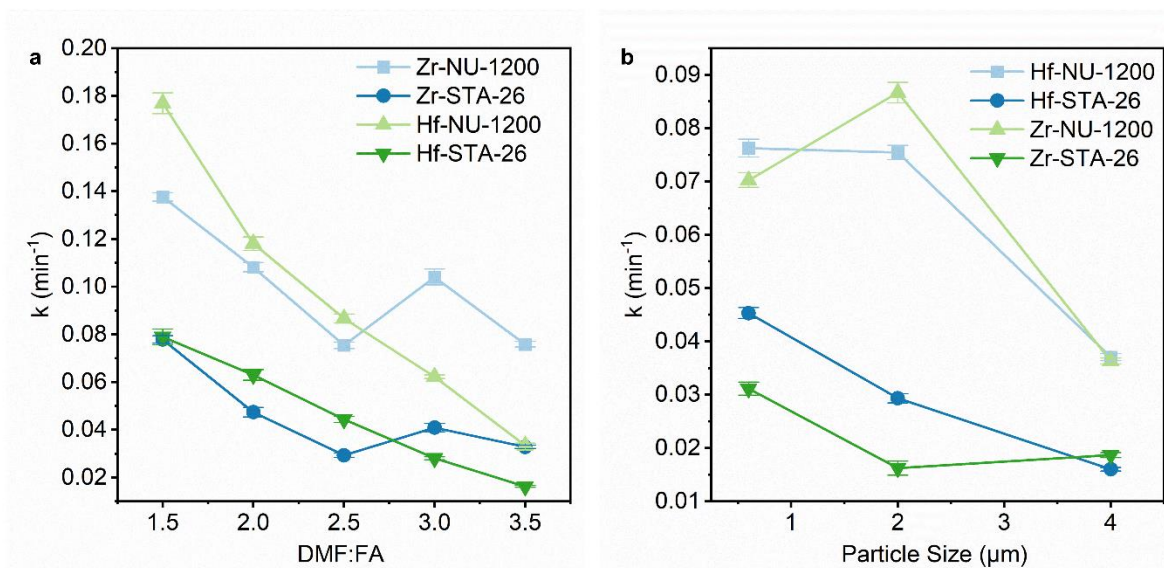 a
Zr-NU-1200
Zr-STA-26
Hf-NU-1200
Hf-STA-26
k (min⁻¹)
0.20
0.18
0.16
0.14
0.12
0.10
0.08
0.06
0.04
0.02
1.5 2.0 2.5 3.0 3.5
DMF:FA
b
Hf-NU-1200
Hf-STA-26
Zr-NU-1200
Zr-STA-26
k (min⁻¹)
0.09
0.08
0.07
0.06
0.05
0.04
0.03
0.02
0.01
1 2 3 4
Particle Size (µm)